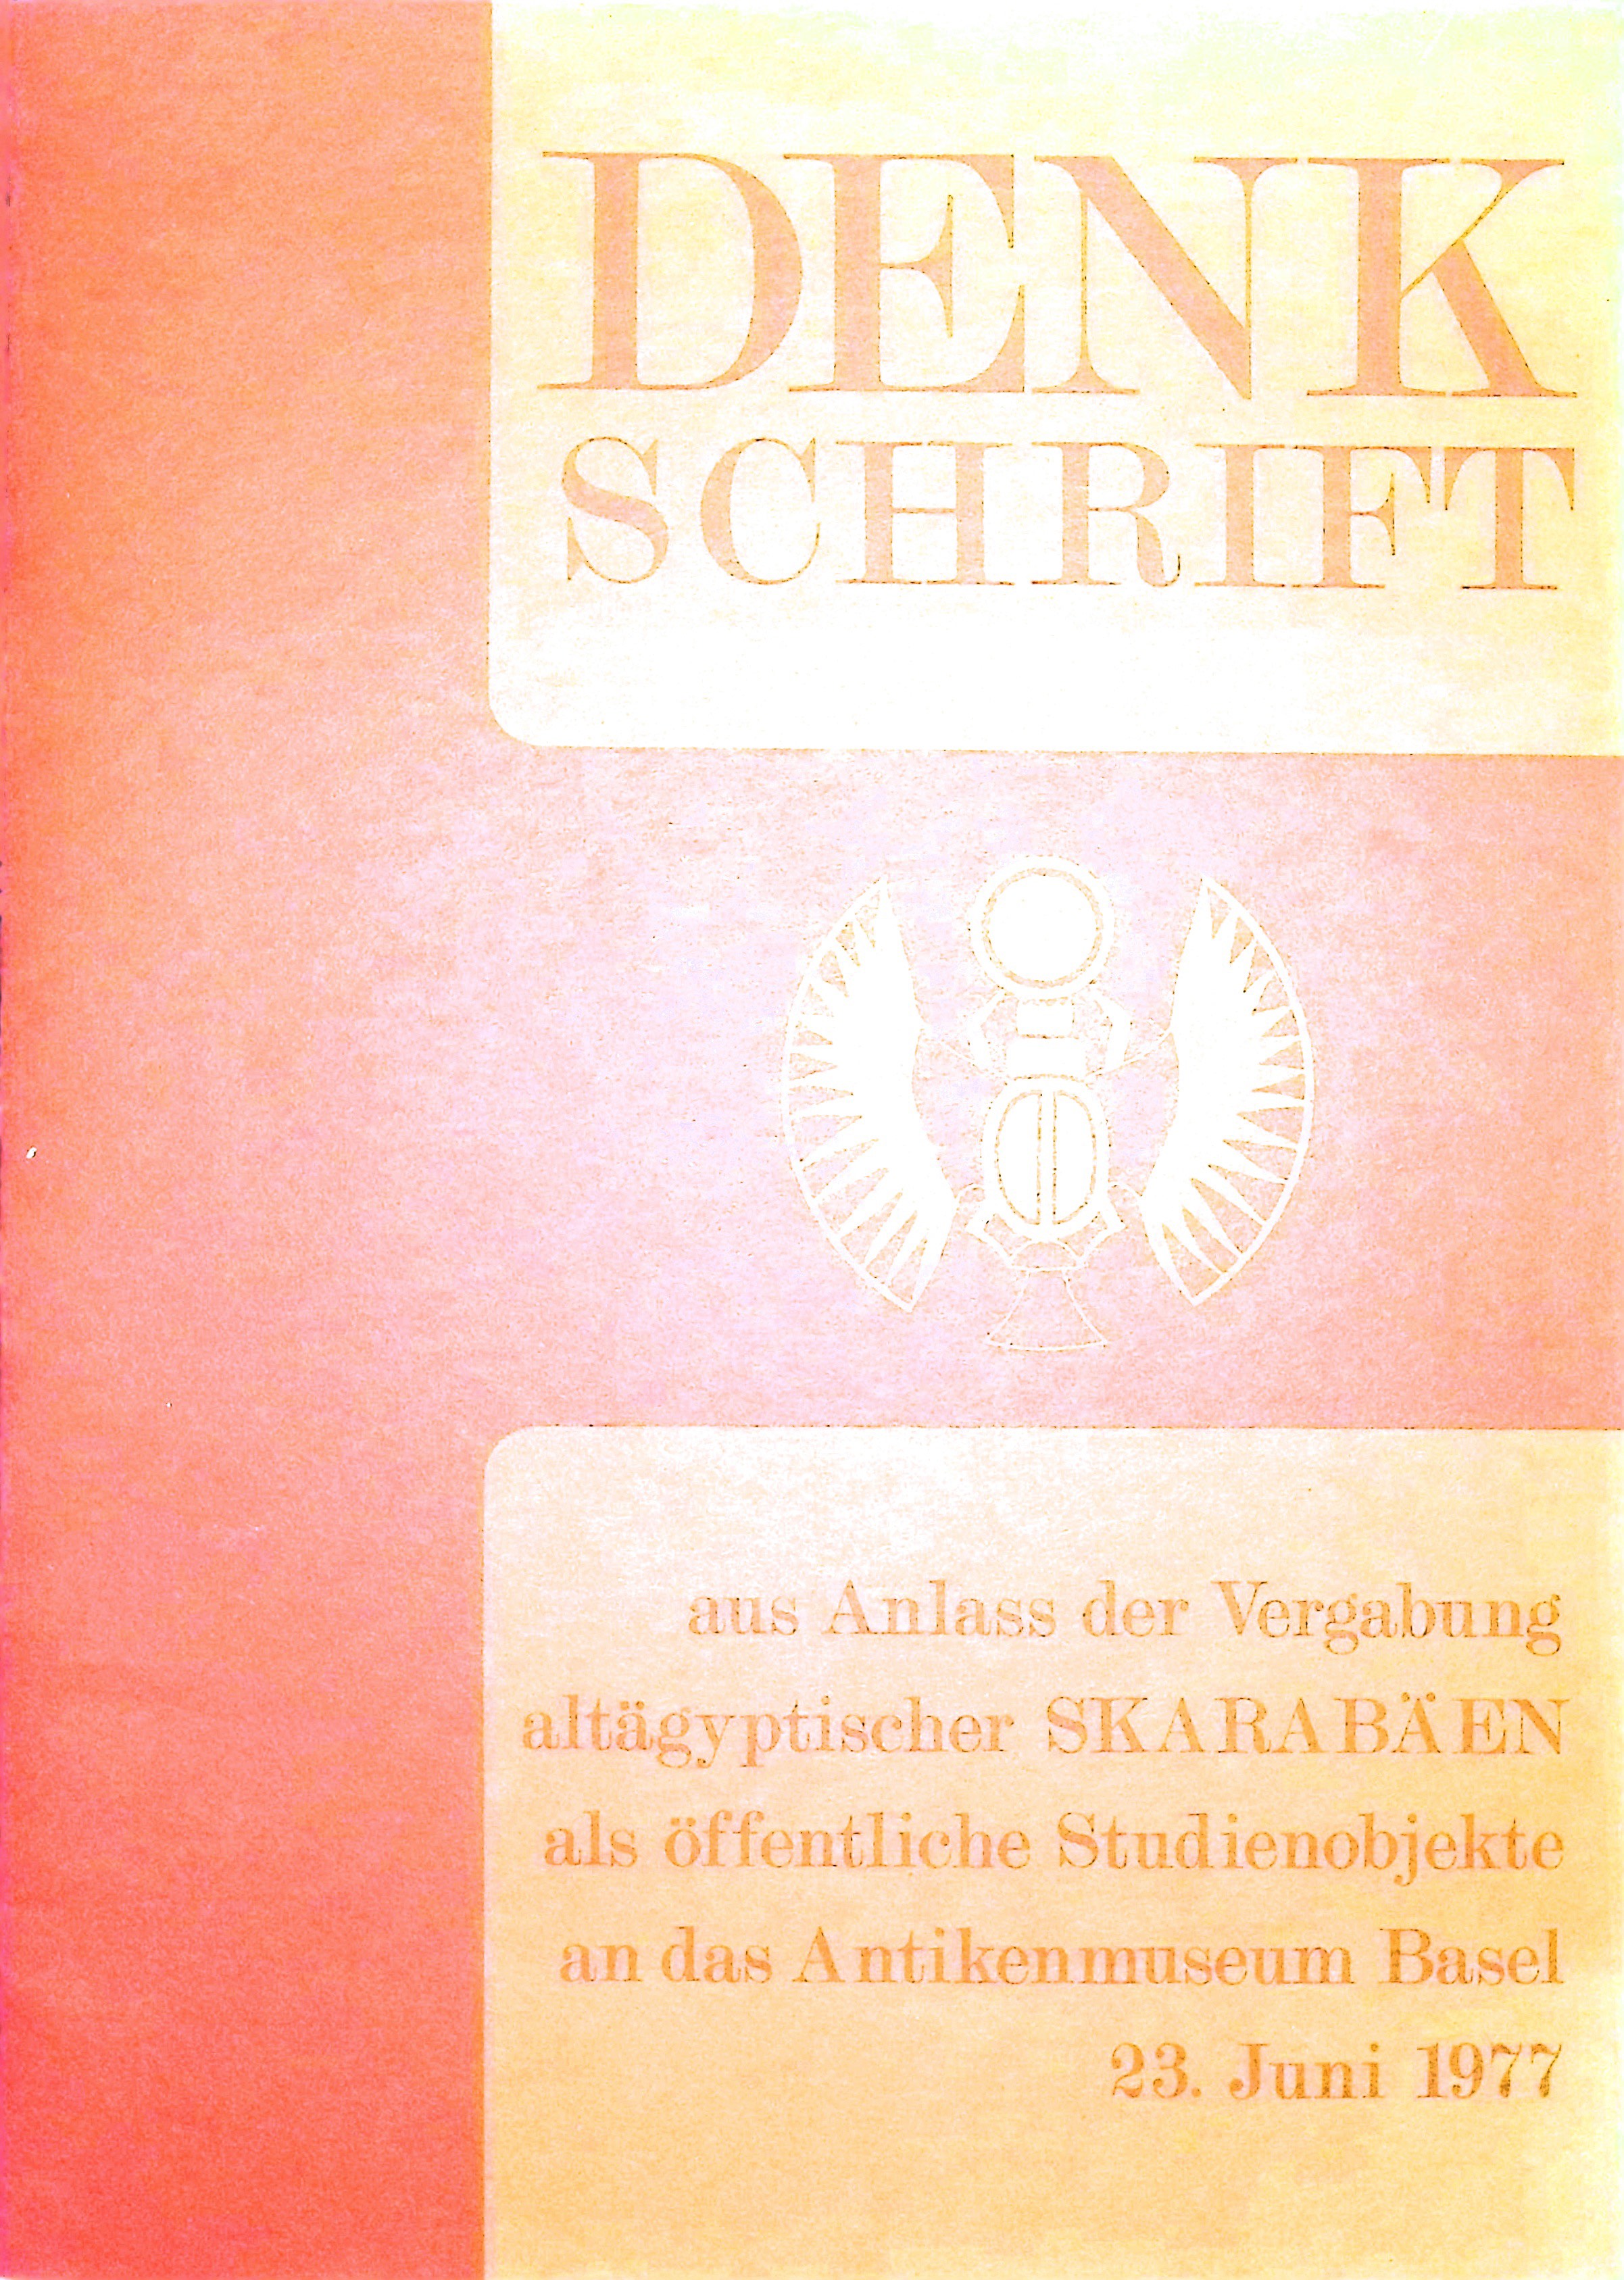 DENK
SCHRIFT
aus Anlass der Vergabung
altägyptischer SKARABÄEN
als öffentliche Studienobjekte
an das Antikenmuseum Basel
23. Juni 1977